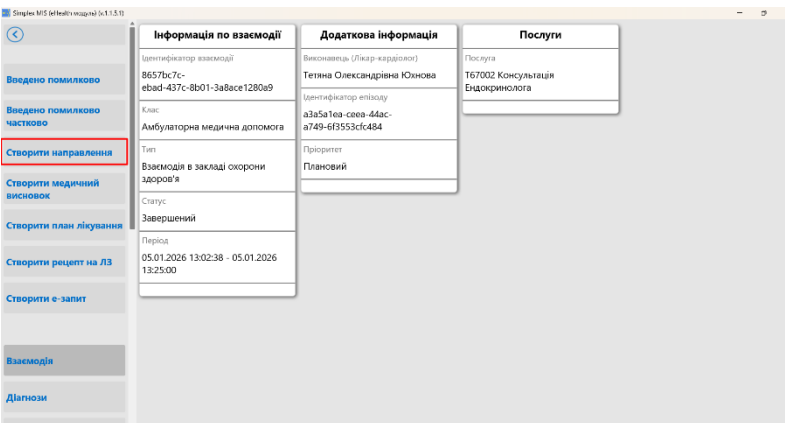 Simplex MIS (eHealth модуль) (v.1.1.3.1)
Введено помилково
Введено помилково
частково
Створити направлення
Створити медичний
висновок
Створити план лікування
Створити рецепт на ЛЗ
Створити е-запит
Взаємодія
Діагнози
Інформація по взаємодії
Ідентифікатор взаємодії
8657bc7c-
ebad-437c-8b01-3a8ace1280a9
Клас
Амбулаторна медична допомога
Тип
Взаємодія в закладі охорони
здоров'я
Статус
Завершений
Період
05.01.2026 13:02:38 - 05.01.2026
13:25:00
Додаткова інформація
Виконавець (Лікар-кардіолог)
Тетяна Олександрівна Юхнова
Ідентифікатор епізоду
a3a5a1ea-ceea-44ac-
a749-6f3553cfc484
Пріоритет
Плановий
Послуги
Послуга
T67002 Консультація
Ендокринолога